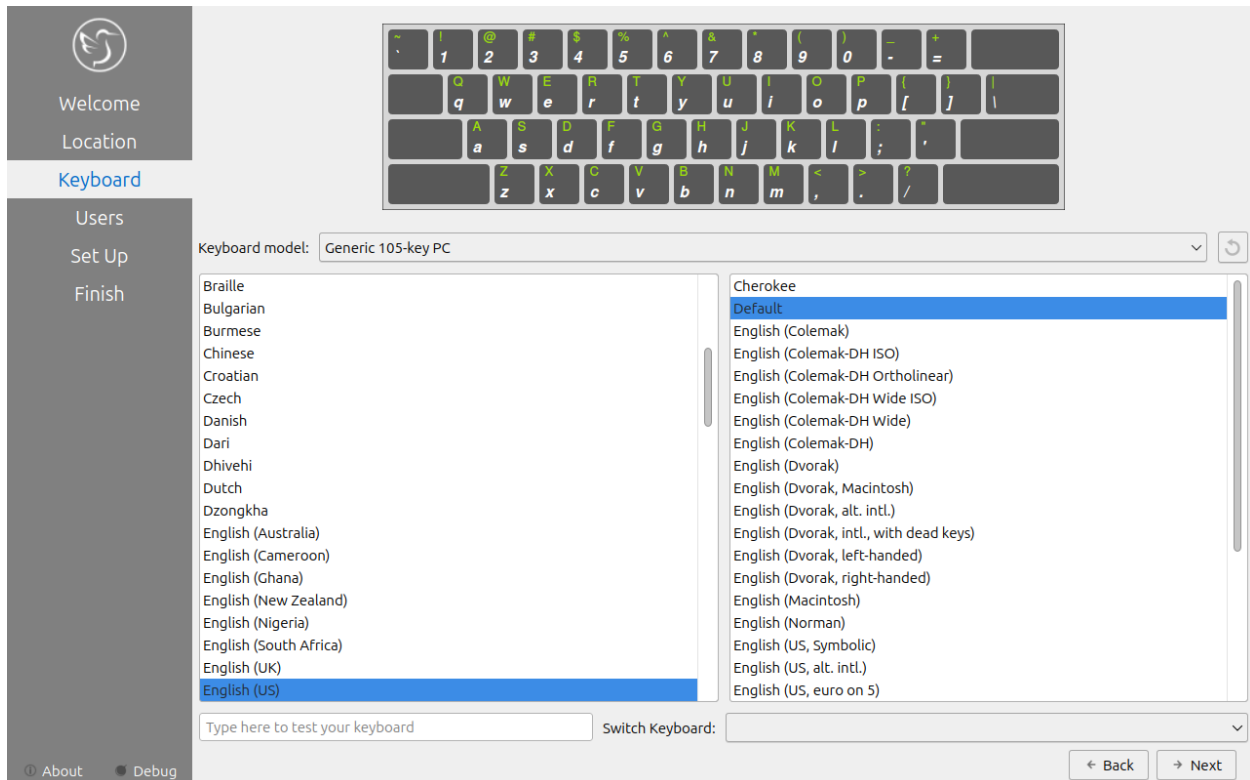 ~ ! @ # $ % ^ & * ( ) _ +
` 1 2 3 4 5 6 7 8 9 0 - =
Q W E R T Y U I O P { } |
q w e r t y u i o p [ ] \
A S D F G H J K L : "
a s d f g h j k l ; '
Z X C V B N M < > ?
z x c v b n m , . /
Welcome
Location
Keyboard
Users
Set Up
Finish
Keyboard model: Generic 105-key PC
Braille
Bulgarian
Burmese
Chinese
Croatian
Czech
Danish
Dari
Dhivehi
Dutch
Dzongkha
English (Australia)
English (Cameroon)
English (Ghana)
English (New Zealand)
English (Nigeria)
English (South Africa)
English (UK)
English (US)
Cherokee
Default
English (Colemak)
English (Colemak-DH ISO)
English (Colemak-DH Ortholinear)
English (Colemak-DH Wide ISO)
English (Colemak-DH Wide)
English (Colemak-DH)
English (Dvorak)
English (Dvorak, Macintosh)
English (Dvorak, alt. intl.)
English (Dvorak, intl., with dead keys)
English (Dvorak, left-handed)
English (Dvorak, right-handed)
English (Macintosh)
English (Norman)
English (US, Symbolic)
English (US, alt. intl.)
English (US, euro on 5)
Type here to test your keyboard
Switch Keyboard:
About Debug
← Back → Next